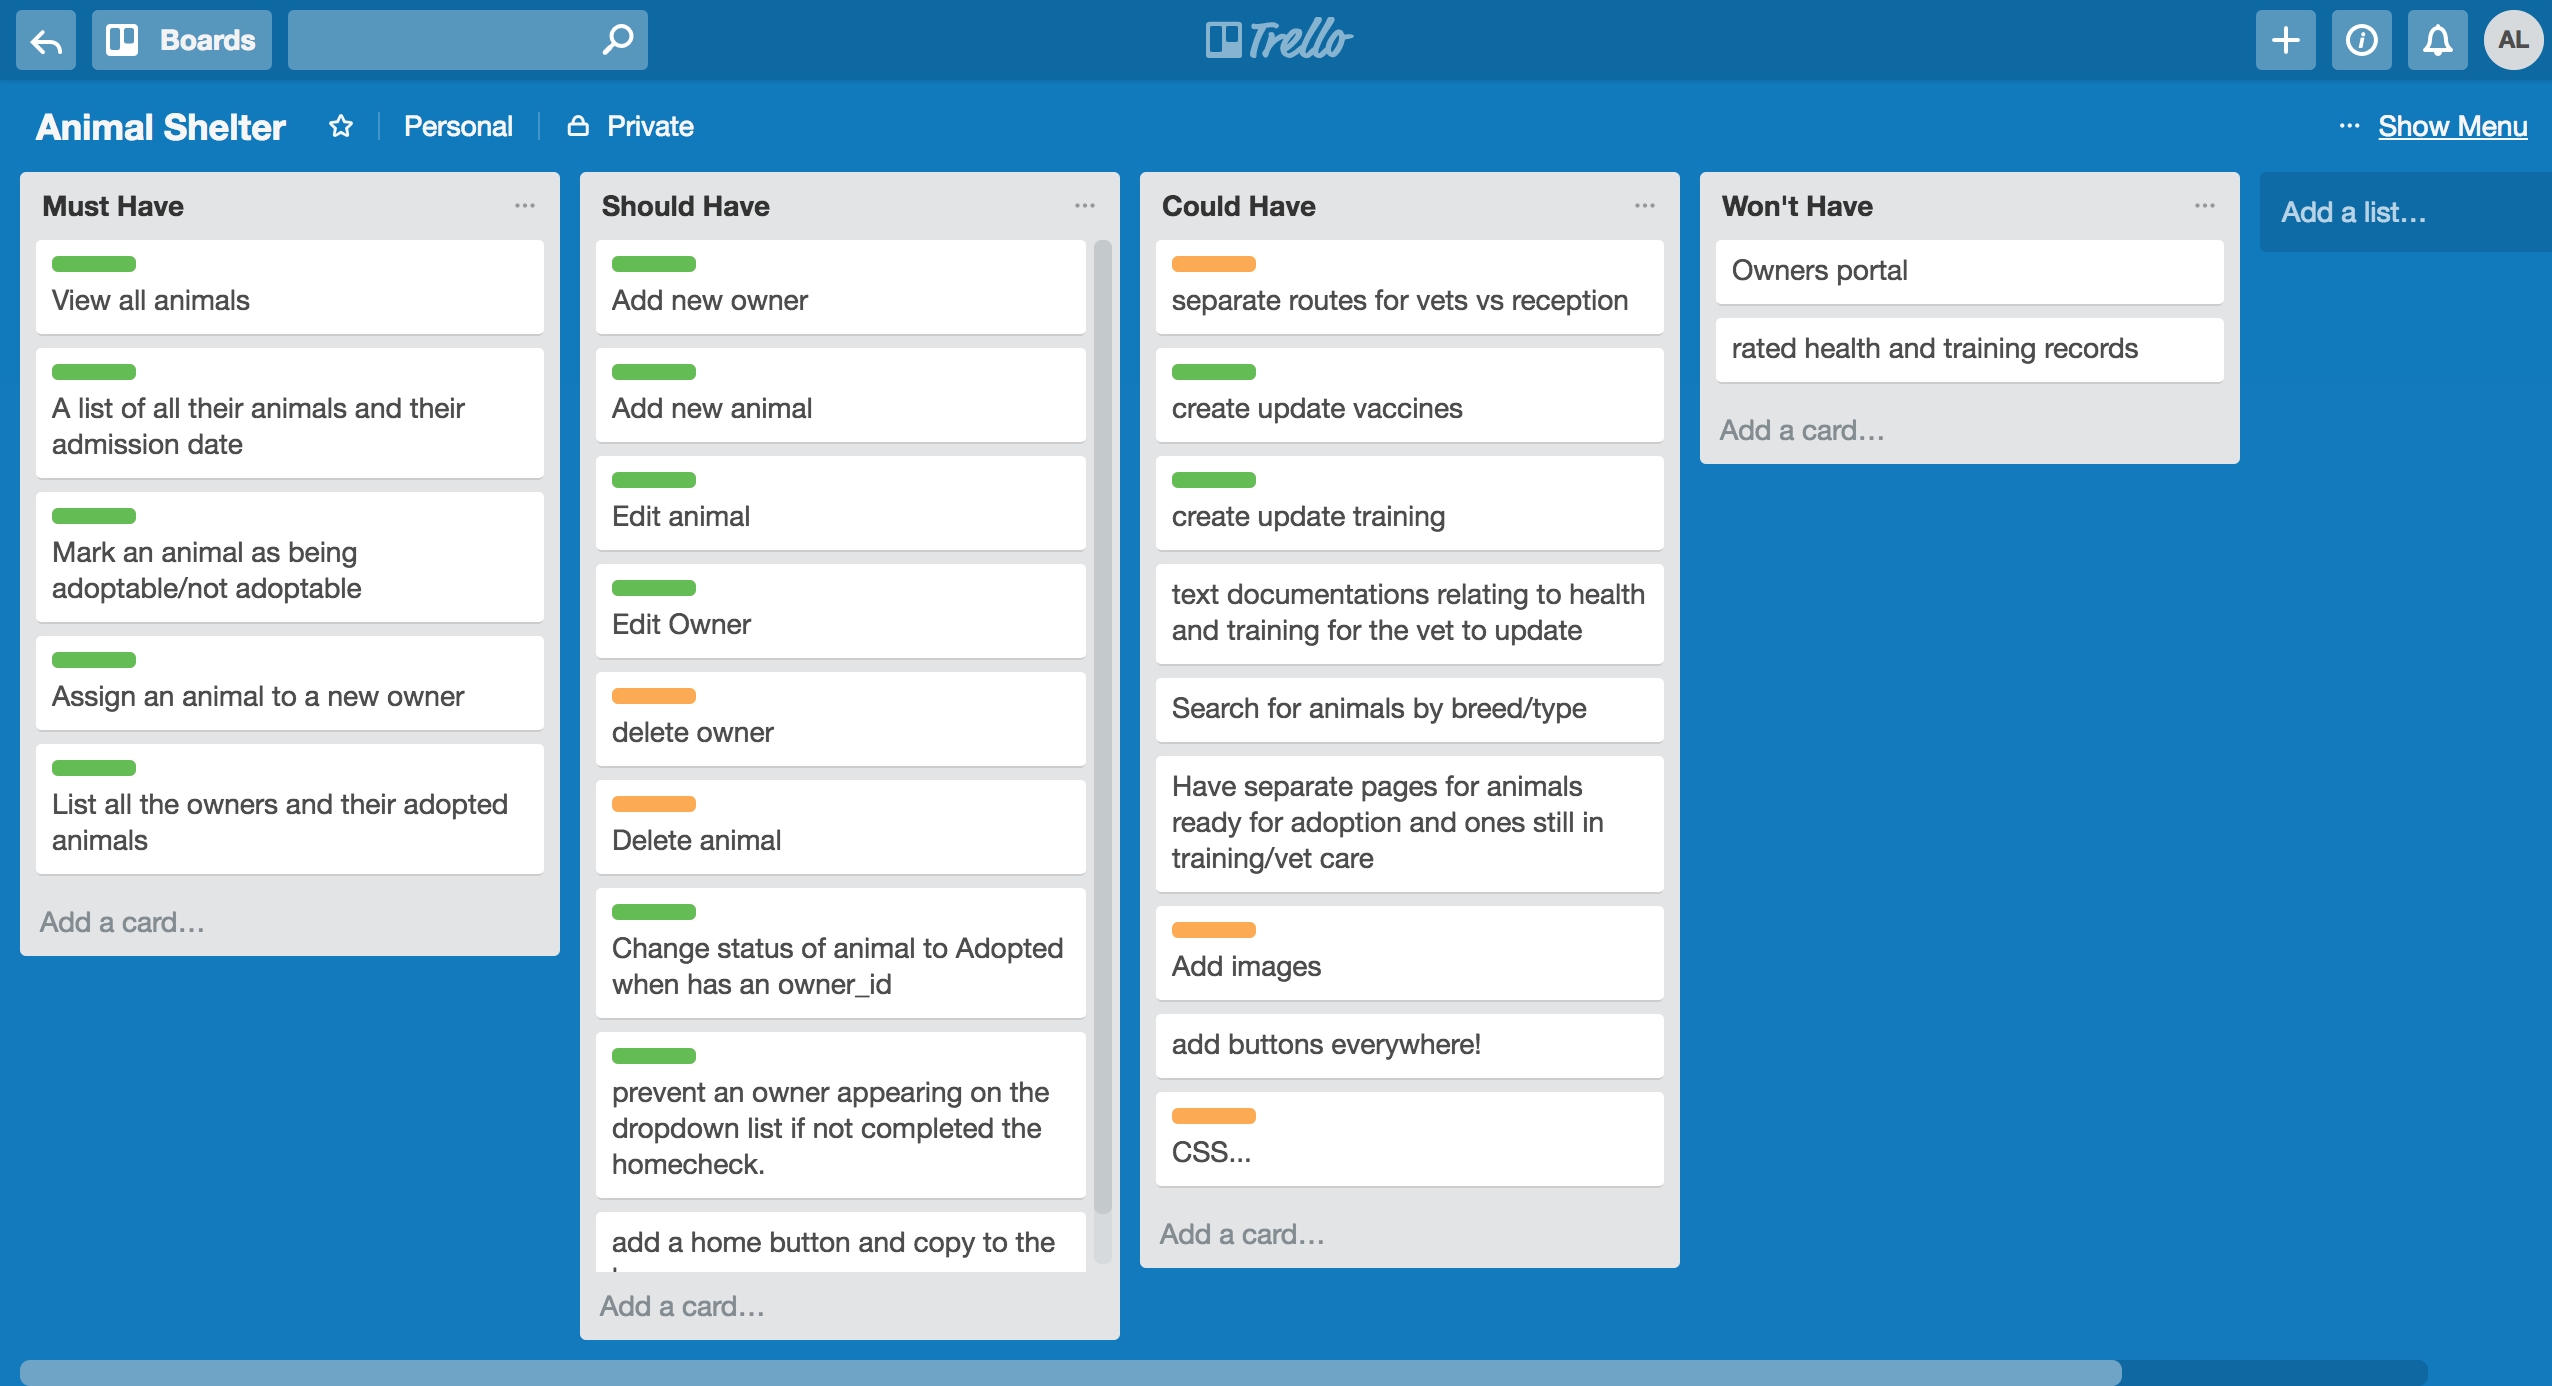 Boards
Trello
AL
Animal Shelter
Personal
Private
Show Menu
Must Have
View all animals
A list of all their animals and their
admission date
Mark an animal as being
adoptable/not adoptable
Assign an animal to a new owner
List all the owners and their adopted
animals
Add a card…
Should Have
Add new owner
Add new animal
Edit animal
Edit Owner
delete owner
Delete animal
Change status of animal to Adopted
when has an owner_id
prevent an owner appearing on the
dropdown list if not completed the
homecheck.
add a home button and copy to the
Add a card…
Could Have
separate routes for vets vs reception
create update vaccines
create update training
text documentations relating to health
and training for the vet to update
Search for animals by breed/type
Have separate pages for animals
ready for adoption and ones still in
training/vet care
Add images
add buttons everywhere!
CSS...
Add a card…
Won't Have
Owners portal
rated health and training records
Add a card…
Add a list…